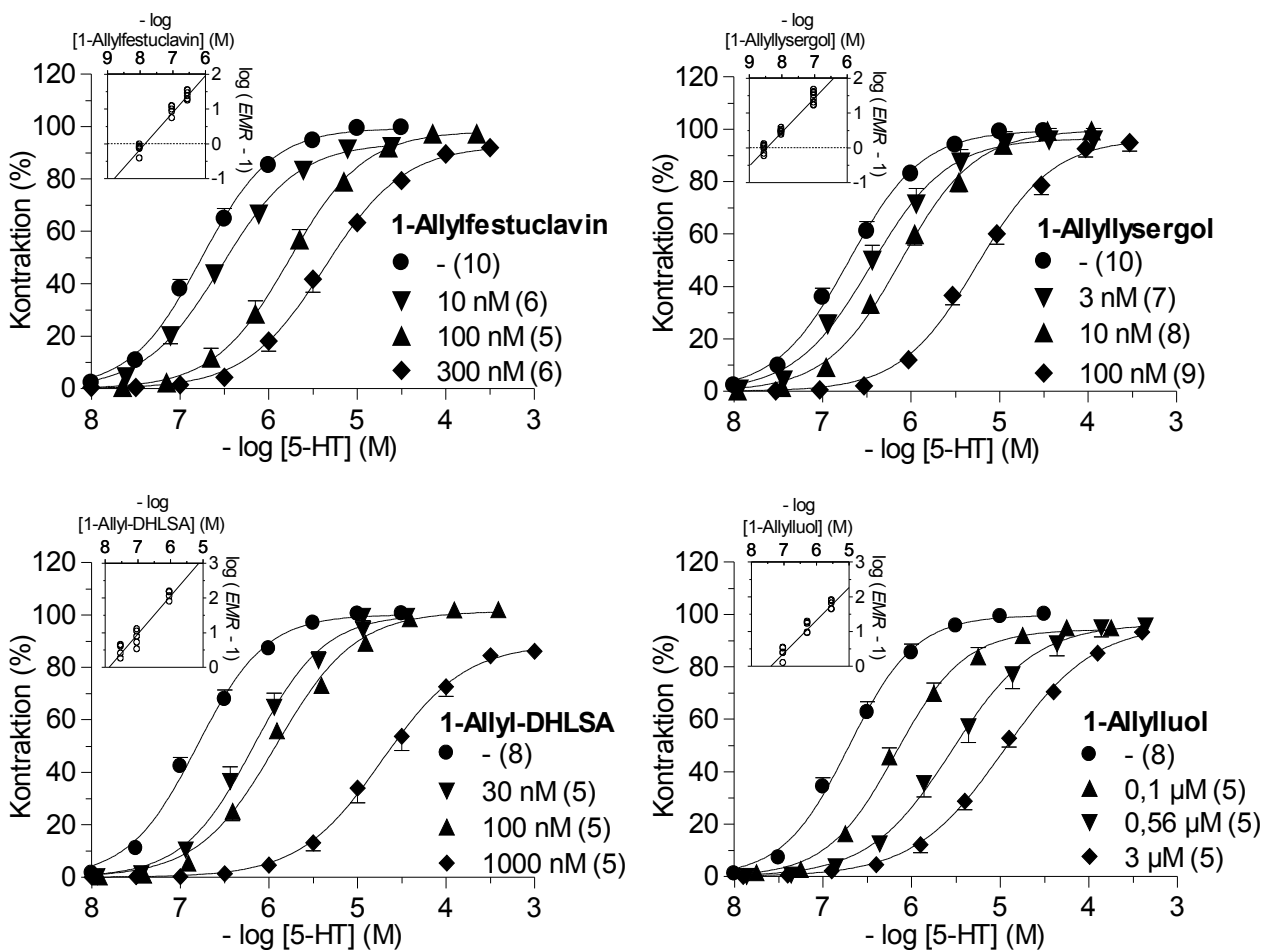 - log
[1-Allylfestuclavin] (M)
9 8 7 6
2
1
0
-1
log ( EMR - 1)
120
100
80
60
40
20
0
Kontraktion (%)
1-Allylfestuclavin
- (10)
10 nM (6)
100 nM (5)
300 nM (6)
8 7 6 5 4 3
- log [5-HT] (M)
- log
[1-Allyllysergol] (M)
9 8 7 6
2
1
0
-1
log ( EMR - 1)
120
100
80
60
40
20
0
Kontraktion (%)
1-Allyllysergol
- (10)
3 nM (7)
10 nM (8)
100 nM (9)
8 7 6 5 4 3
- log [5-HT] (M)
- log
[1-Allyl-DHLSA] (M)
8 7 6 5
3
2
1
0
log ( EMR - 1)
120
100
80
60
40
20
0
Kontraktion (%)
1-Allyl-DHLSA
- (8)
30 nM (5)
100 nM (5)
1000 nM (5)
8 7 6 5 4 3
- log [5-HT] (M)
- log
[1-Allylluol] (M)
8 7 6 5
3
2
1
0
log ( EMR - 1)
120
100
80
60
40
20
0
Kontraktion (%)
1-Allylluol
- (8)
0,1 µM (5)
0,56 µM (5)
3 µM (5)
8 7 6 5 4 3
- log [5-HT] (M)